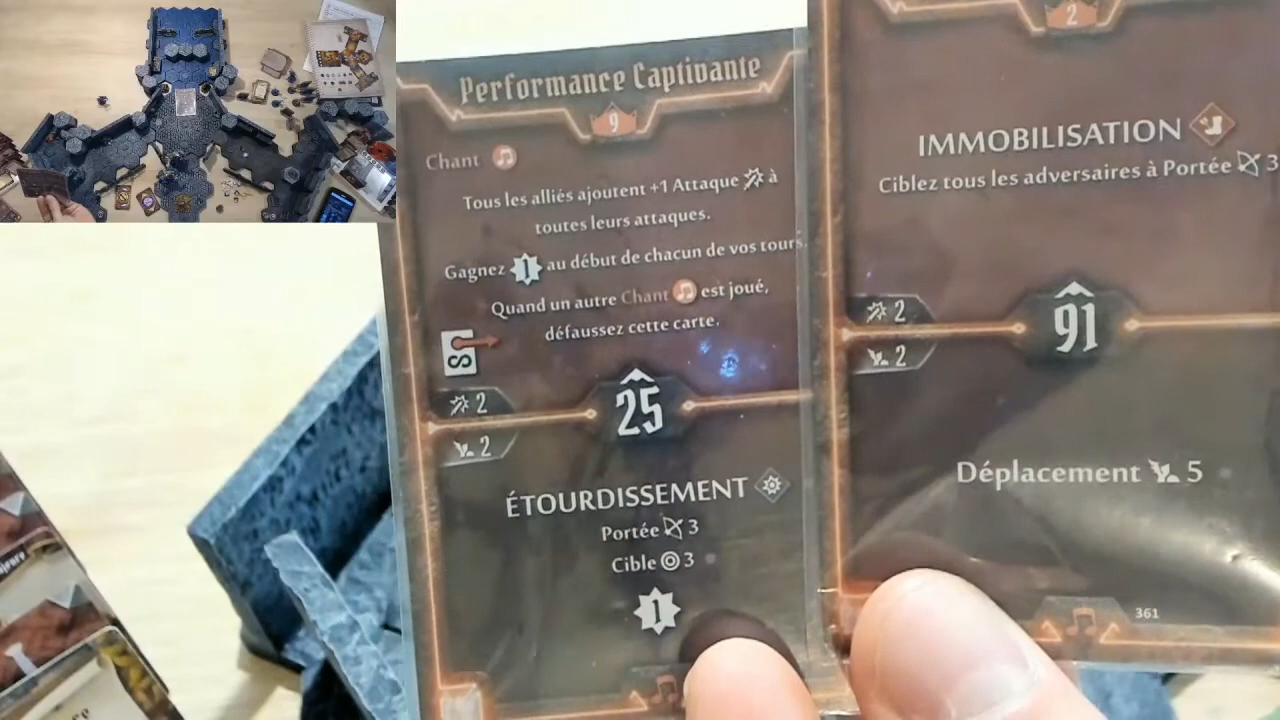 Performance Captivante
9
Chant
Tous les alliés ajoutent +1 Attaque à
toutes leurs attaques.
Gagnez 1 au début de chacun de vos tours.
Quand un autre Chant est joué,
défaussez cette carte.
S
2
25
2
ÉTOURDISSEMENT
Portée 3
Cible 3
1
2
IMMOBILISATION
Ciblez tous les adversaires à Portée 3
2
91
2
Déplacement 5
361